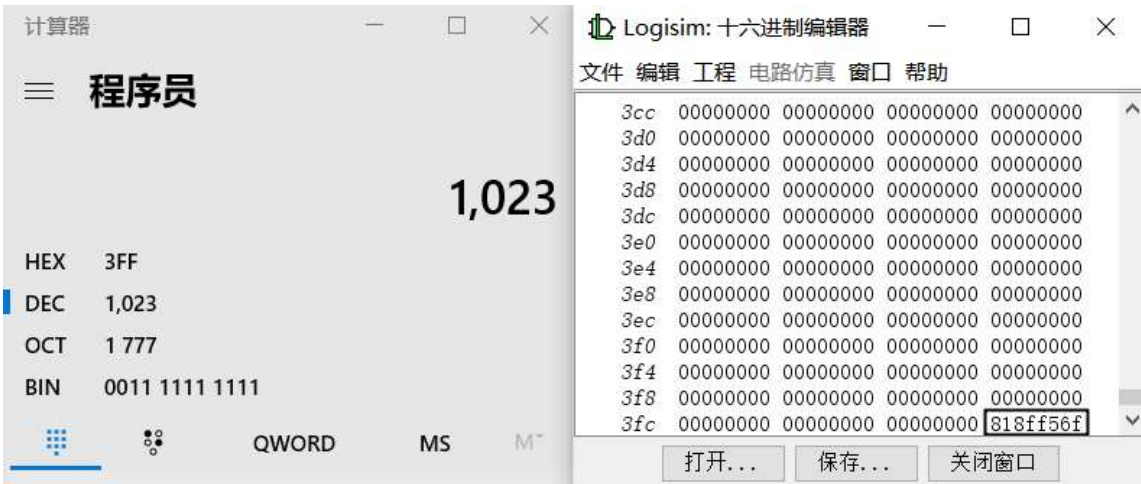 计算器
程序员
1,023
HEX 3FF
DEC 1,023
OCT 1 777
BIN 0011 1111 1111
QWORD MS M
Logisim: 十六进制编辑器
文件 编辑 工程 电路仿真 窗口 帮助
3cc 00000000 00000000 00000000 00000000
3d0 00000000 00000000 00000000 00000000
3d4 00000000 00000000 00000000 00000000
3d8 00000000 00000000 00000000 00000000
3dc 00000000 00000000 00000000 00000000
3e0 00000000 00000000 00000000 00000000
3e4 00000000 00000000 00000000 00000000
3e8 00000000 00000000 00000000 00000000
3ec 00000000 00000000 00000000 00000000
3f0 00000000 00000000 00000000 00000000
3f4 00000000 00000000 00000000 00000000
3f8 00000000 00000000 00000000 00000000
3fc 00000000 00000000 00000000 818ff56f
打开... 保存... 关闭窗口